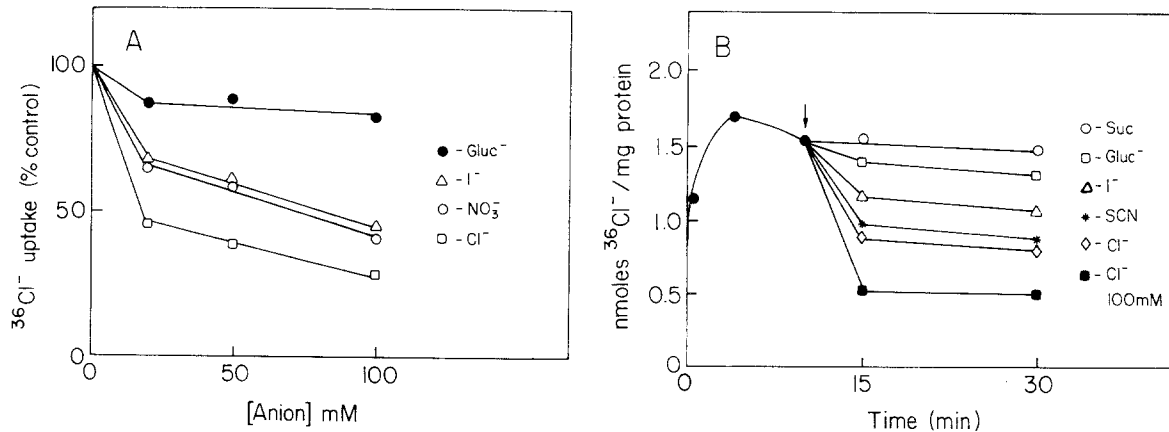 A
³⁶Cl⁻ uptake (% control)
100
50
0
0
50
100
[Anion] mM
● - Gluc⁻
△ - I⁻
○ - NO₃⁻
□ - Cl⁻
B
nmoles ³⁶Cl⁻/mg protein
2.0
1.5
1.0
0.5
0
0
15
30
Time (min)
○ - Suc
□ - Gluc⁻
△ - I⁻
* - SCN
◇ - Cl⁻
■ - Cl⁻
100mM